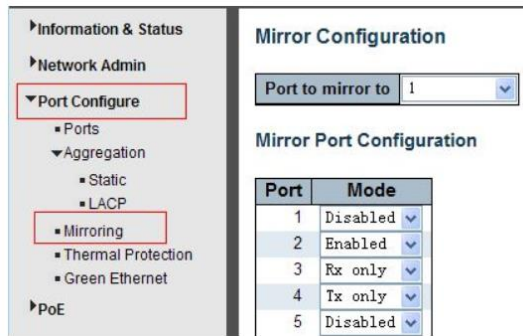 Information & Status
Network Admin
Port Configure
Ports
Aggregation
Static
LACP
Mirroring
Thermal Protection
Green Ethernet
PoE
Mirror Configuration
Port to mirror to 1
Mirror Port Configuration
Port Mode
1 Disabled
2 Enabled
3 Rx only
4 Tx only
5 Disabled